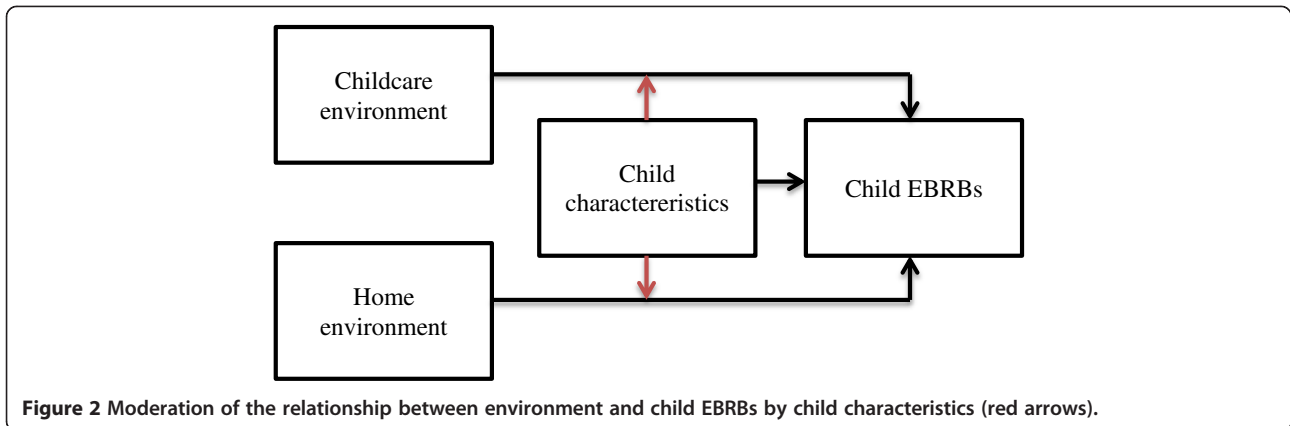 Childcare
environment
Child
charactereristics
Child EBRBs
Home
environment
Figure 2 Moderation of the relationship between environment and child EBRBs by child characteristics (red arrows).